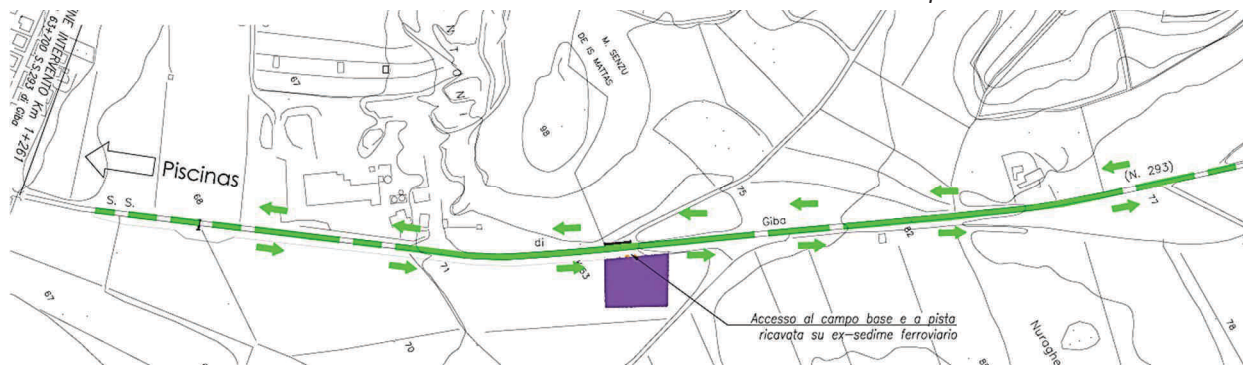 FINE INTERVENTO Km 1+261
63+700 S.S.293 di Giba
Piscinas
S. S.
68
67
N T O N I
M. SENZU
DE IS MATTAS
98
75
(N. 293)
77
Giba
di
82
71
K 63
67
70
Accesso al campo base e a pista
ricavata su ex-sedime ferroviario
Nuraghe
78